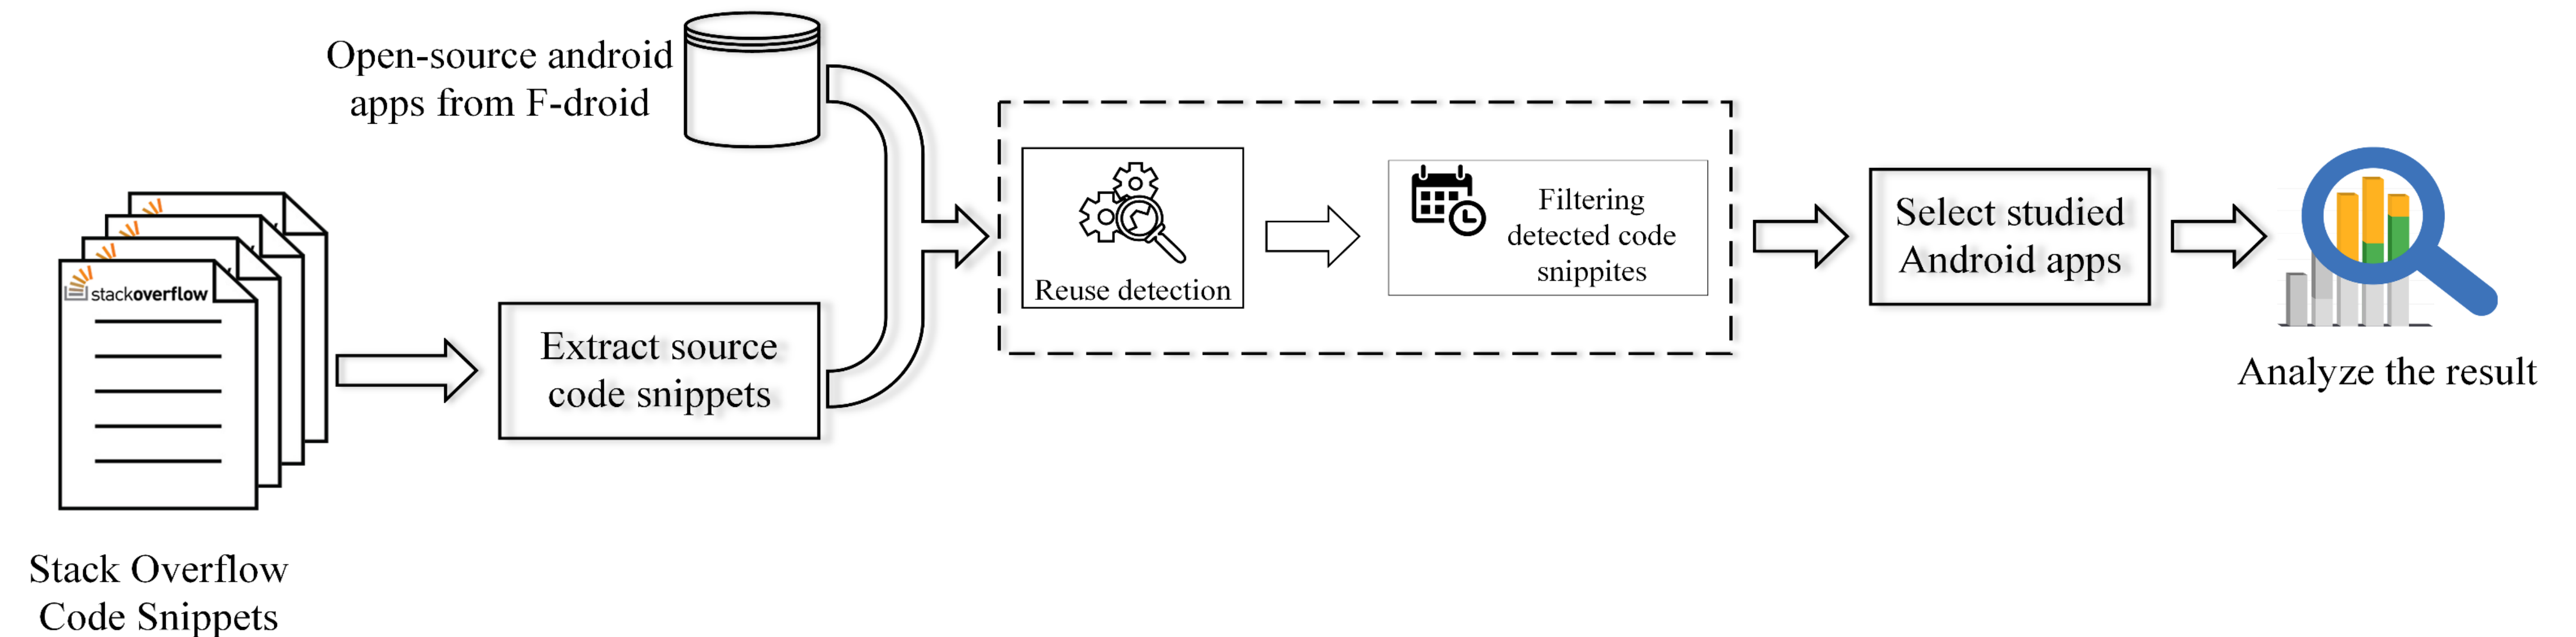 Open-source android
apps from F-droid
stackoverflow
Stack Overflow
Code Snippets
Extract source
code snippets
Reuse detection
Filtering
detected code
snippites
Select studied
Android apps
Analyze the result